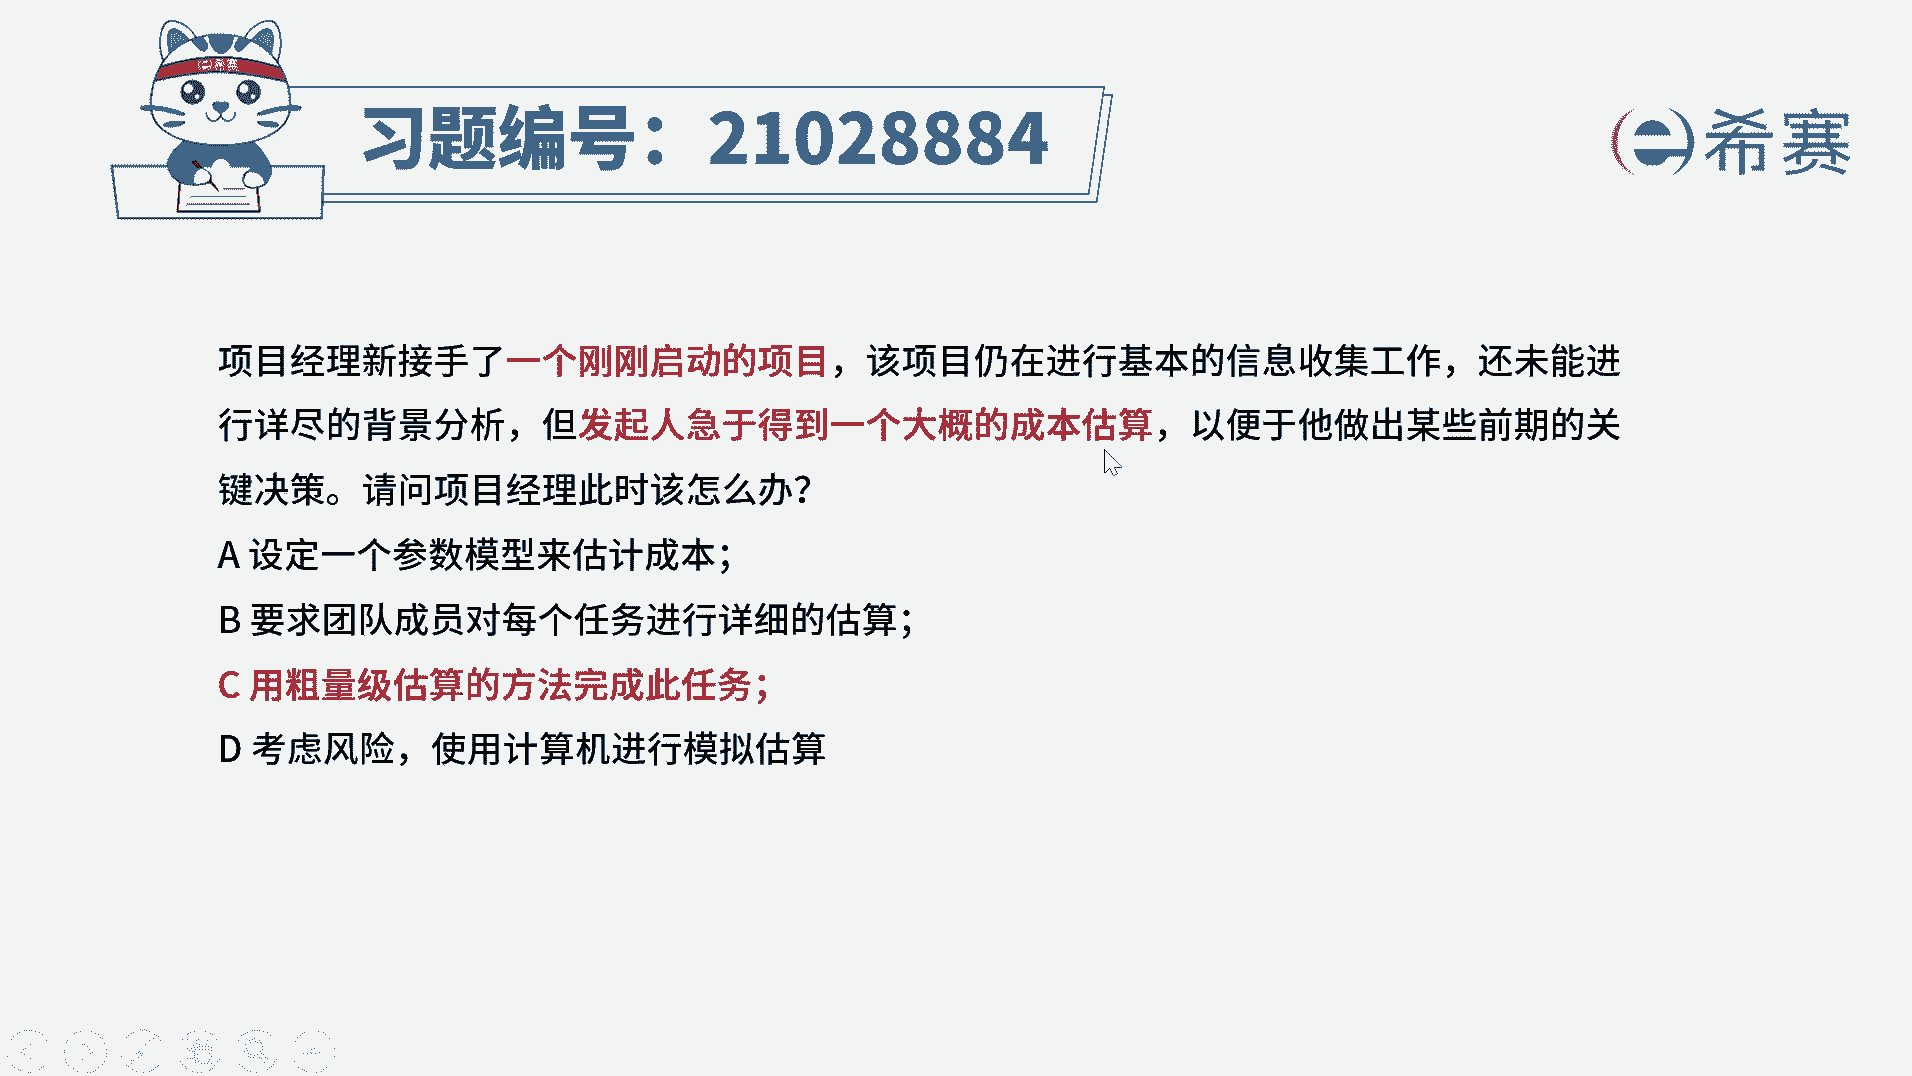 习题编号：21028884
希赛
项目经理新接手了一个刚刚启动的项目，该项目仍在进行基本的信息收集工作，还未能进
行详尽的背景分析，但发起人急于得到一个大概的成本估算，以便于他做出某些前期的关
键决策。请问项目经理此时该怎么办？
A 设定一个参数模型来估计成本；
B 要求团队成员对每个任务进行详细的估算；
C 用粗量级估算的方法完成此任务；
D 考虑风险，使用计算机进行模拟估算